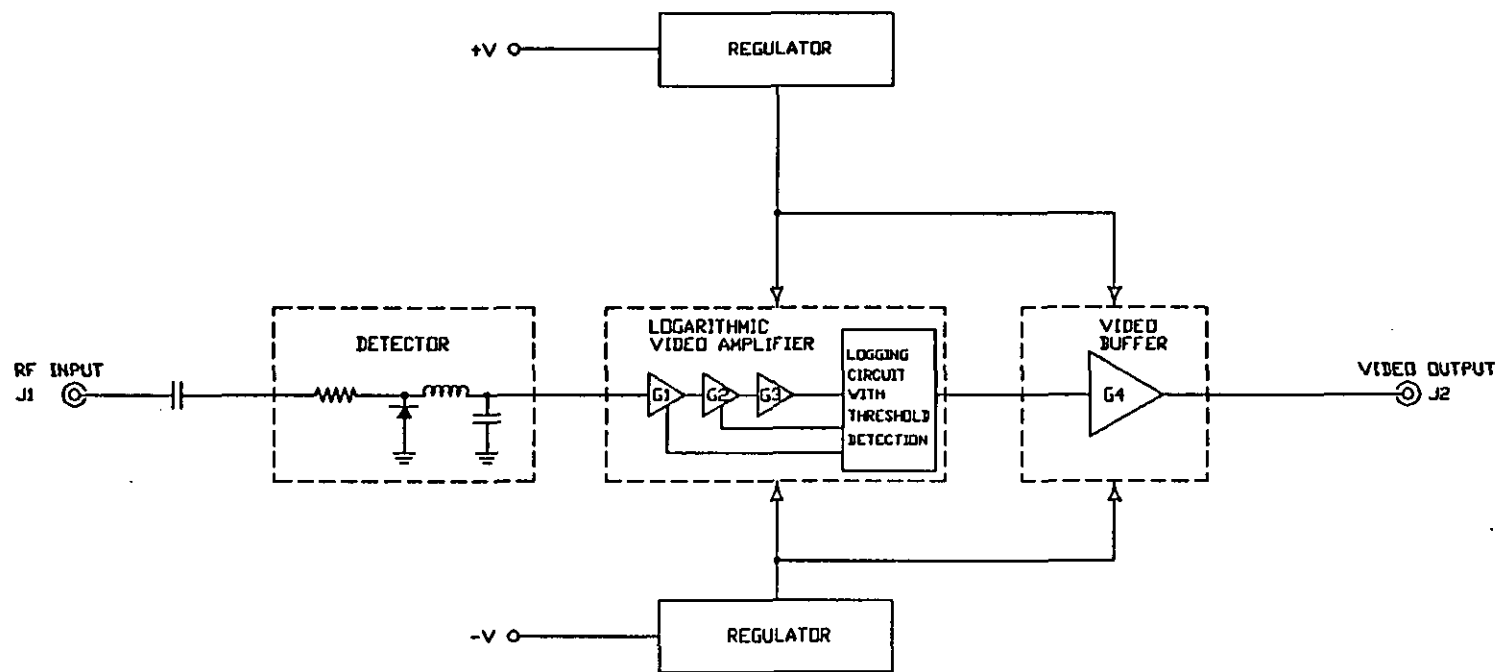 +V
REGULATOR
RF INPUT
J1
DETECTOR
LOGARITHMIC
VIDEO AMPLIFIER
G1
G2
G3
LOGGING
CIRCUIT
WITH
THRESHOLD
DETECTION
VIDEO
BUFFER
G4
VIDEO OUTPUT
J2
-V
REGULATOR